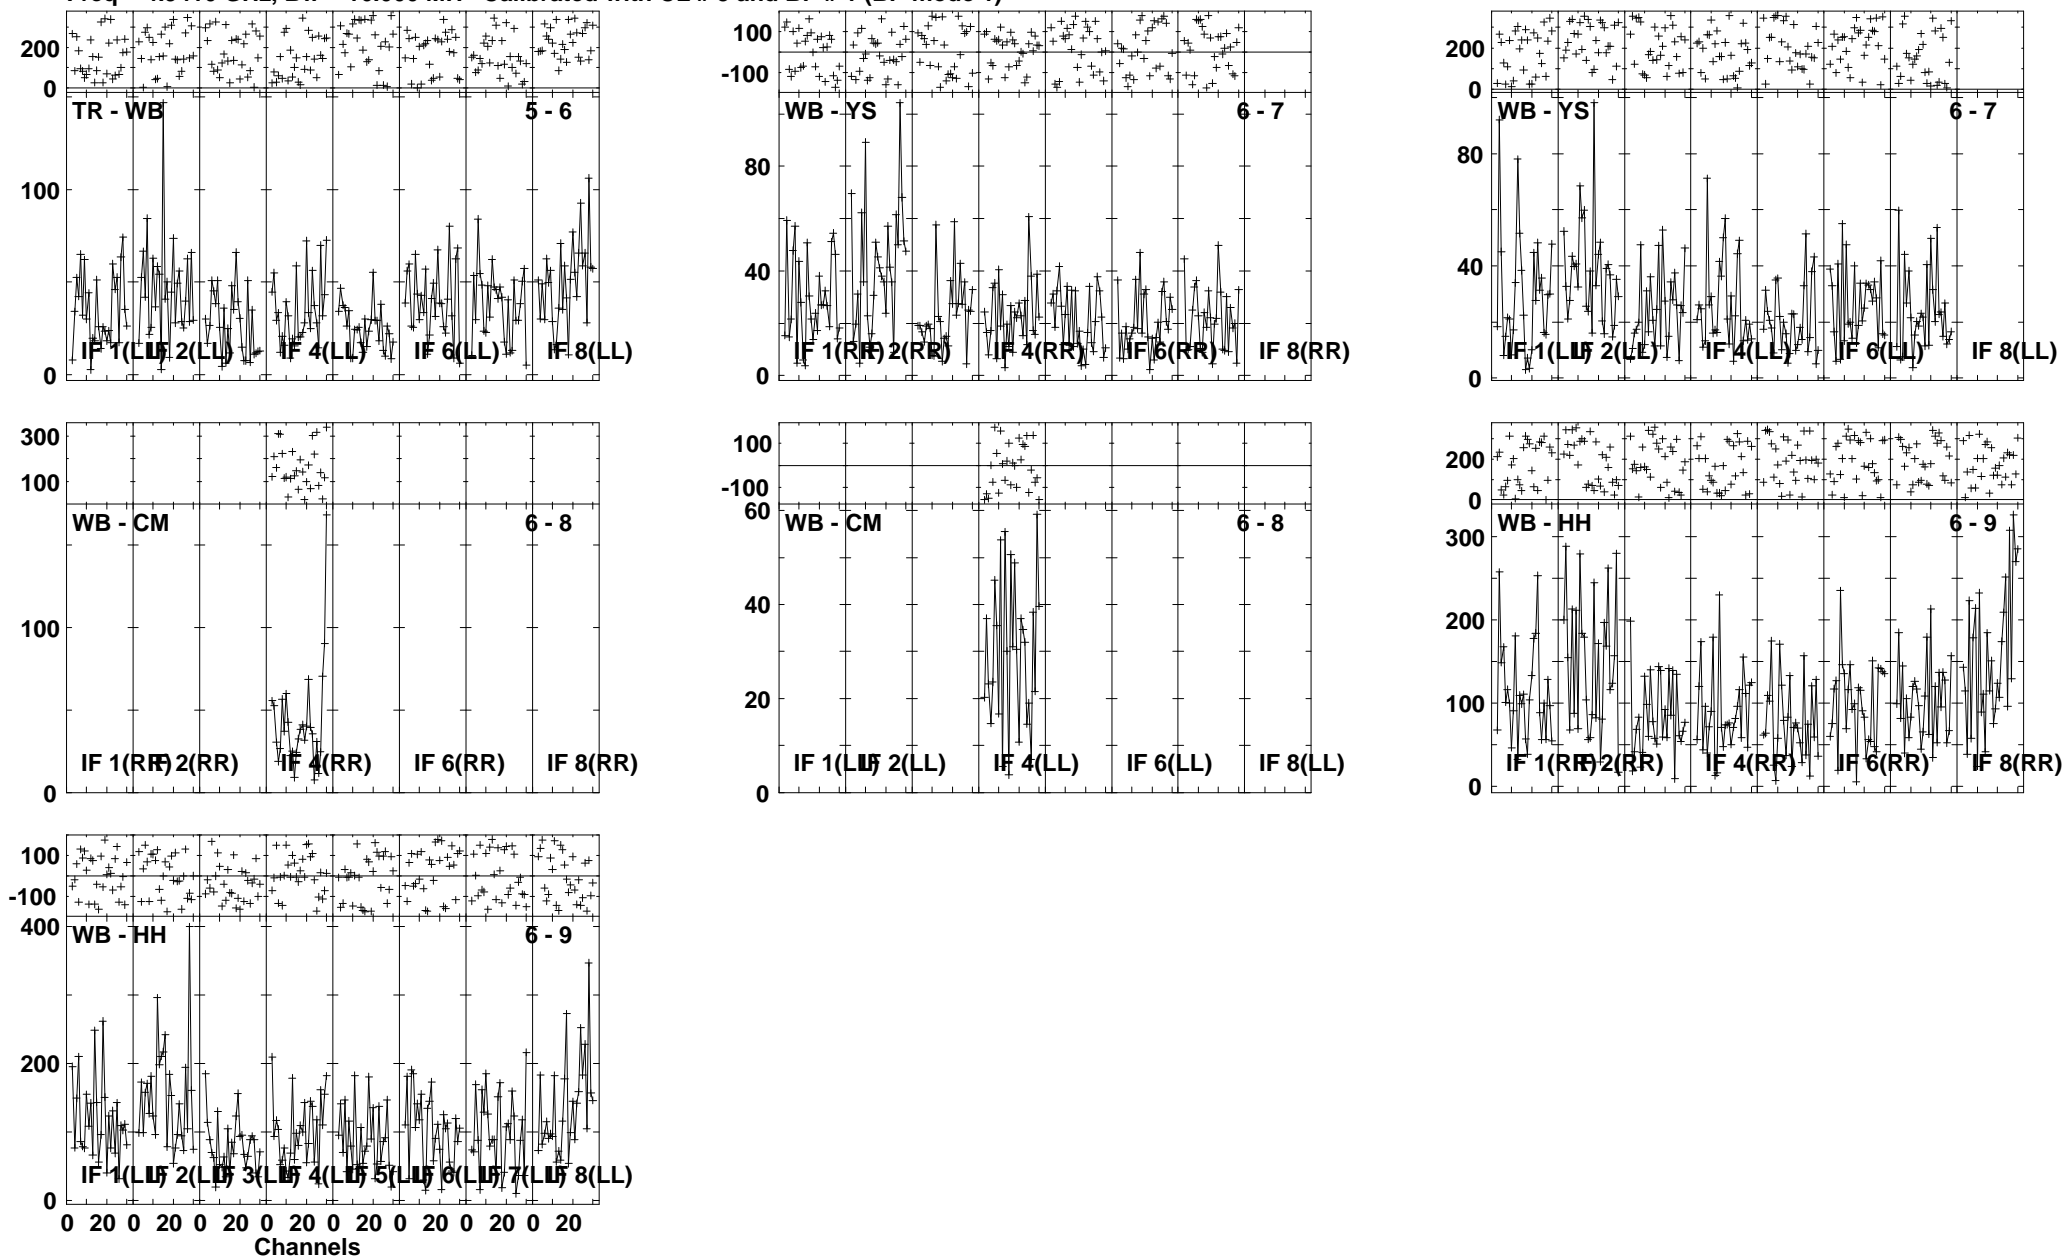 200
0
TR - WB 5 - 6
100
0
IF 1(LL) IF 2(LL) IF 4(LL) IF 6(LL) IF 8(LL)
100
-100
WB - YS 6 - 7
80
40
0
IF 1(RR) IF 2(RR) IF 4(RR) IF 6(RR) IF 8(RR)
200
0
WB - YS 6 - 7
80
40
0
IF 1(LL) IF 2(LL) IF 4(LL) IF 6(LL) IF 8(LL)
300
100
WB - CM 6 - 8
100
0
IF 1(RR) IF 2(RR) IF 4(RR) IF 6(RR) IF 8(RR)
100
-100
60
WB - CM 6 - 8
40
20
0
IF 1(LL) IF 2(LL) IF 4(LL) IF 6(LL) IF 8(LL)
200
0
WB - HH 6 - 9
300
200
100
0
IF 1(RR) IF 2(RR) IF 4(RR) IF 6(RR) IF 8(RR)
100
-100
400
WB - HH 6 - 9
200
0
IF 1(LL) IF 2(LL) IF 3(LL) IF 4(LL) IF 5(LL) IF 6(LL) IF 7(LL) IF 8(LL)
0 20 0 20 0 20 0 20 0 20 0 20 0 20 0 20
Channels